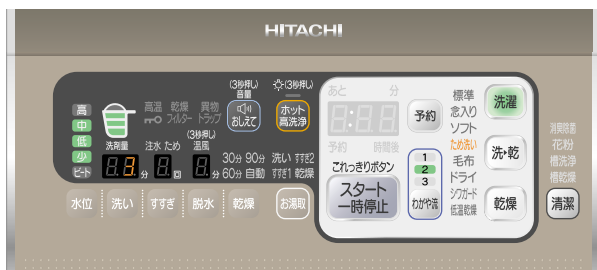 HITACHI
(3秒押し)
音量
おしえて
(3秒押し)
ホット
高洗浄
高
中
低
少
ビート
洗剤量
高温 乾燥 異物
フィルター トラップ
注水 ため
(3秒押し)
温風
3 分
回
分
30分 90分 洗い すすぎ2
60分 自動 すすぎ1 乾燥
水位
洗い
すすぎ
脱水
乾燥
お湯取
あと 分
予約 時間後
予約
これっきりボタン
スタート
一時停止
1
2
3
わがや流
標準
念入り
ソフト
ため洗い
毛布
ドライ
シワガード
低温乾燥
洗濯
洗・乾
乾燥
花粉
槽洗浄
槽乾燥
清潔